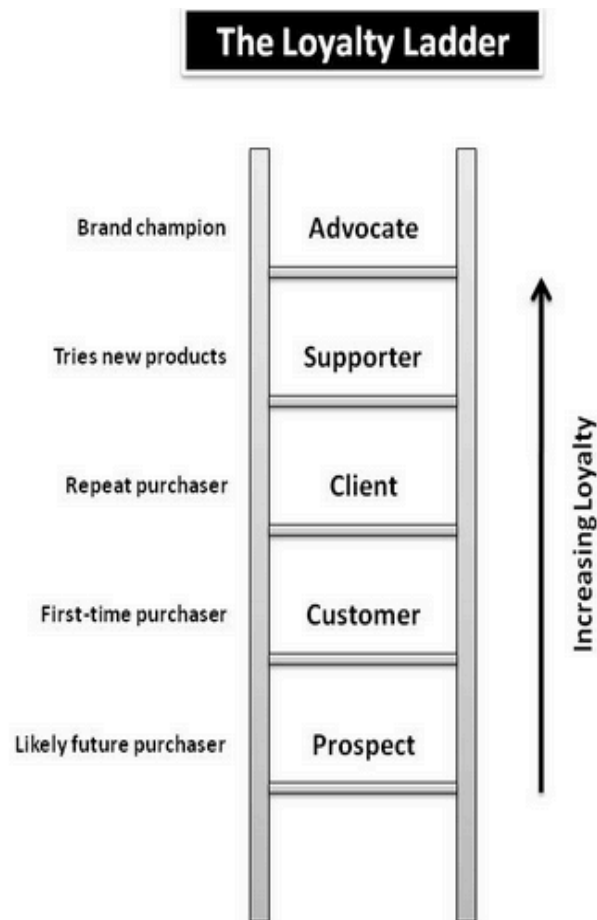 The Loyalty Ladder
Brand champion
Advocate
Tries new products
Supporter
Repeat purchaser
Client
First-time purchaser
Customer
Likely future purchaser
Prospect
Increasing Loyalty